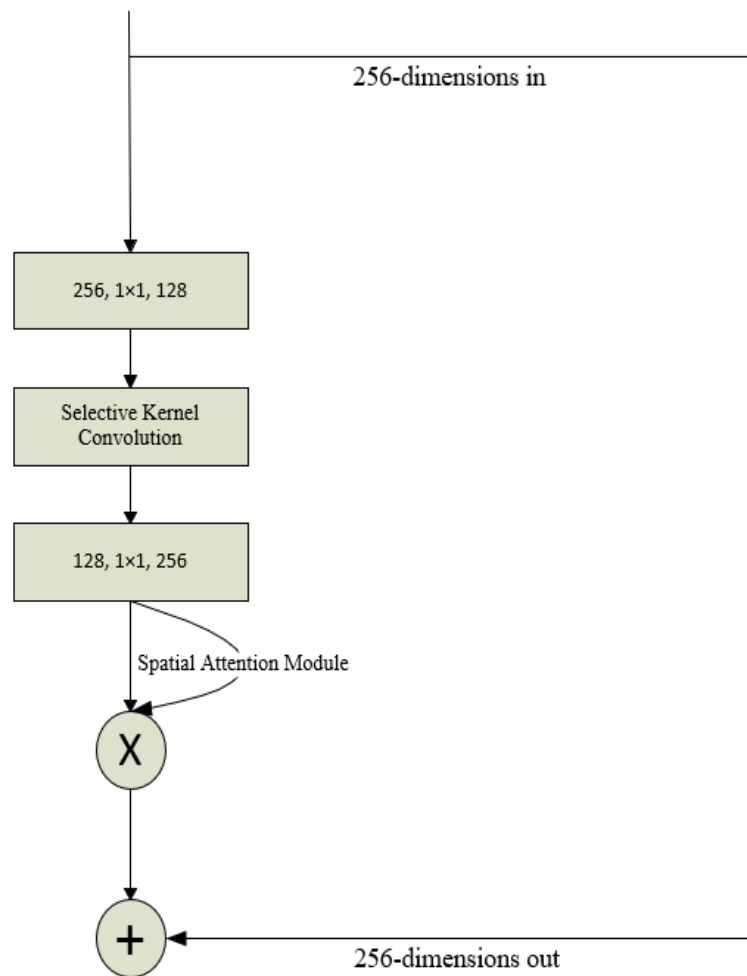 256-dimensions in
256, 1×1, 128
Selective Kernel
Convolution
128, 1×1, 256
Spatial Attention Module
X
+
256-dimensions out